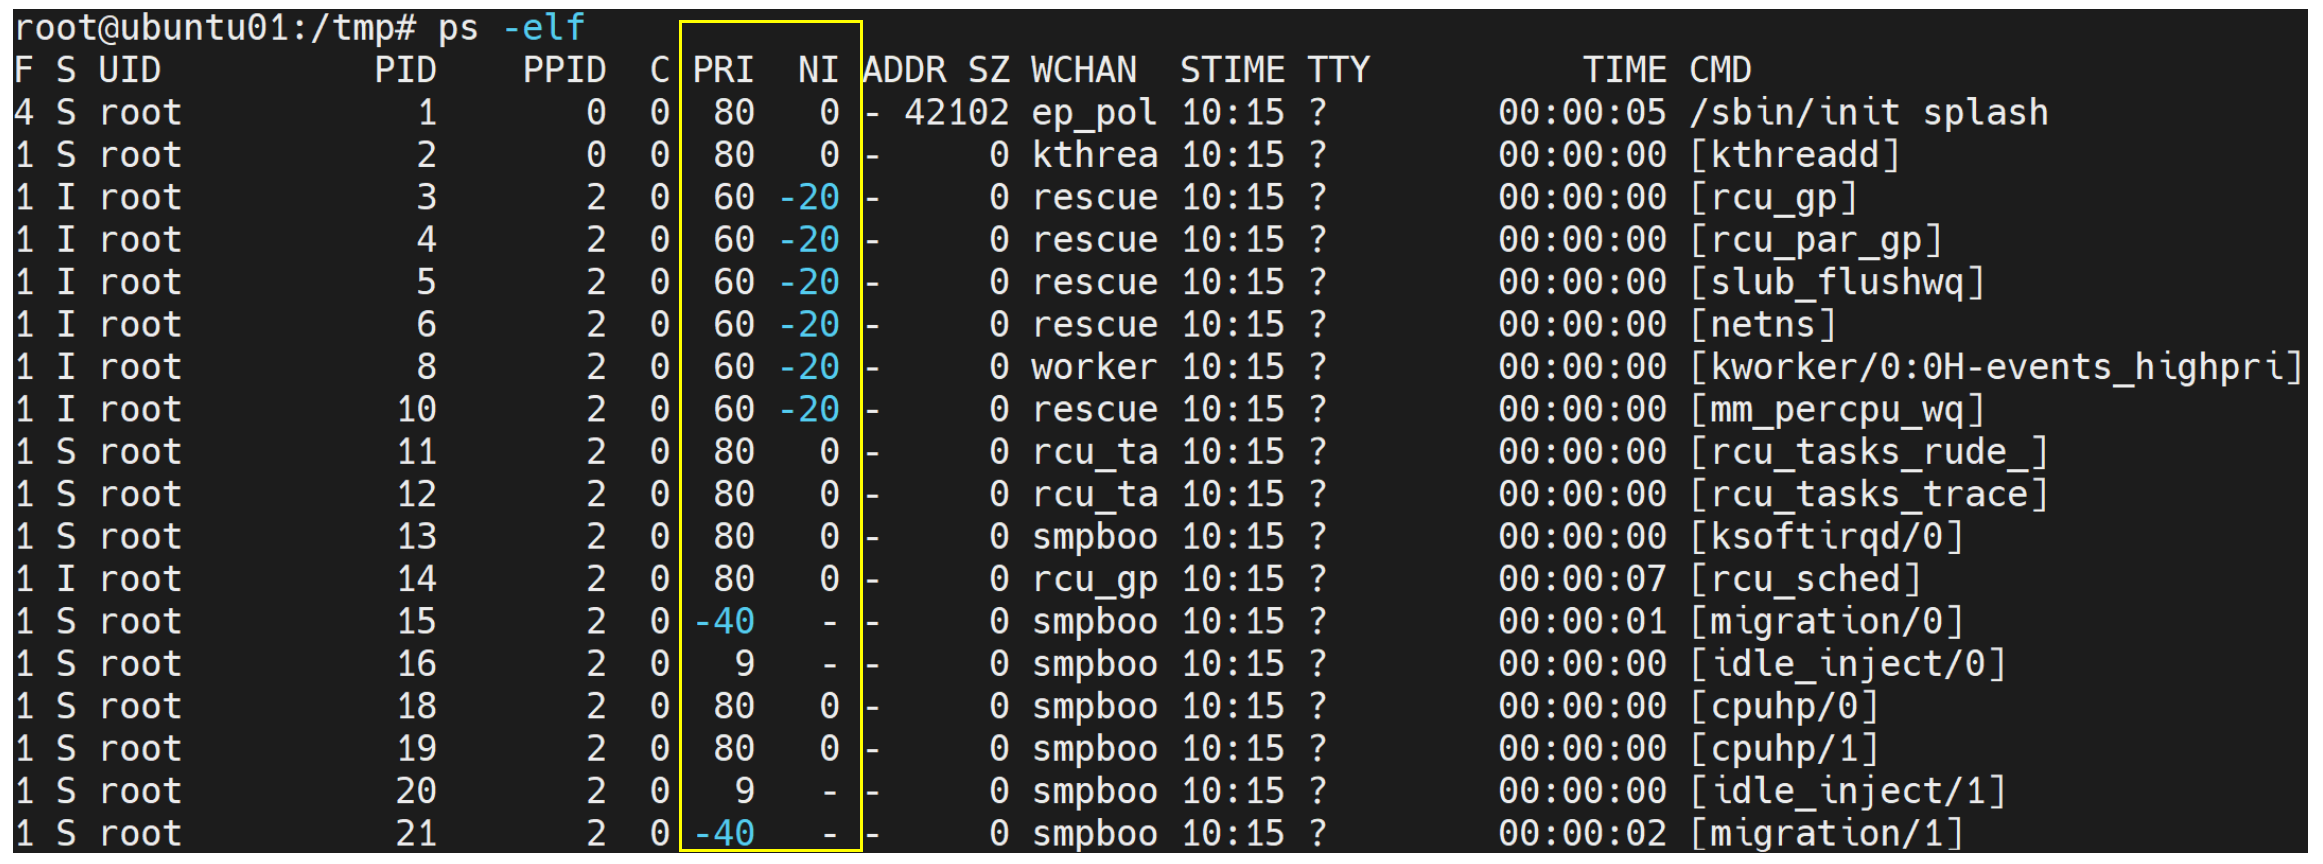 root@ubuntu01:/tmp# ps -elf
F S UID         PID    PPID  C PRI  NI ADDR SZ WCHAN  STIME TTY          TIME CMD
4 S root          1       0  0  80   0 - 42102 ep_pol 10:15 ?        00:00:05 /sbin/init splash
1 S root          2       0  0  80   0 -     0 kthrea 10:15 ?        00:00:00 [kthreadd]
1 I root          3       2  0  60 -20 -     0 rescue 10:15 ?        00:00:00 [rcu_gp]
1 I root          4       2  0  60 -20 -     0 rescue 10:15 ?        00:00:00 [rcu_par_gp]
1 I root          5       2  0  60 -20 -     0 rescue 10:15 ?        00:00:00 [slub_flushwq]
1 I root          6       2  0  60 -20 -     0 rescue 10:15 ?        00:00:00 [netns]
1 I root          8       2  0  60 -20 -     0 worker 10:15 ?        00:00:00 [kworker/0:0H-events_highpri]
1 I root         10       2  0  60 -20 -     0 rescue 10:15 ?        00:00:00 [mm_percpu_wq]
1 S root         11       2  0  80   0 -     0 rcu_ta 10:15 ?        00:00:00 [rcu_tasks_rude_]
1 S root         12       2  0  80   0 -     0 rcu_ta 10:15 ?        00:00:00 [rcu_tasks_trace]
1 S root         13       2  0  80   0 -     0 smpboo 10:15 ?        00:00:00 [ksoftirqd/0]
1 I root         14       2  0  80   0 -     0 rcu_gp 10:15 ?        00:00:07 [rcu_sched]
1 S root         15       2  0 -40   - -     0 smpboo 10:15 ?        00:00:01 [migration/0]
1 S root         16       2  0   9   - -     0 smpboo 10:15 ?        00:00:00 [idle_inject/0]
1 S root         18       2  0  80   0 -     0 smpboo 10:15 ?        00:00:00 [cpuhp/0]
1 S root         19       2  0  80   0 -     0 smpboo 10:15 ?        00:00:00 [cpuhp/1]
1 S root         20       2  0   9   - -     0 smpboo 10:15 ?        00:00:00 [idle_inject/1]
1 S root         21       2  0 -40   - -     0 smpboo 10:15 ?        00:00:02 [migration/1]